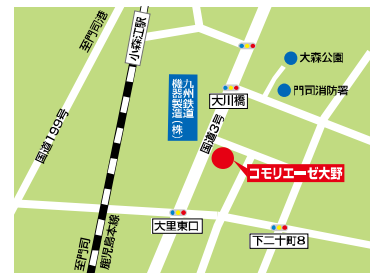 至門司港
小森江駅
国道199号
九州鉄道
機器製造(株)
大川橋
大森公園
門司消防署
国道3号
コモリエーゼ大野
大里東口
下二十町8
至門司
鹿児島本線